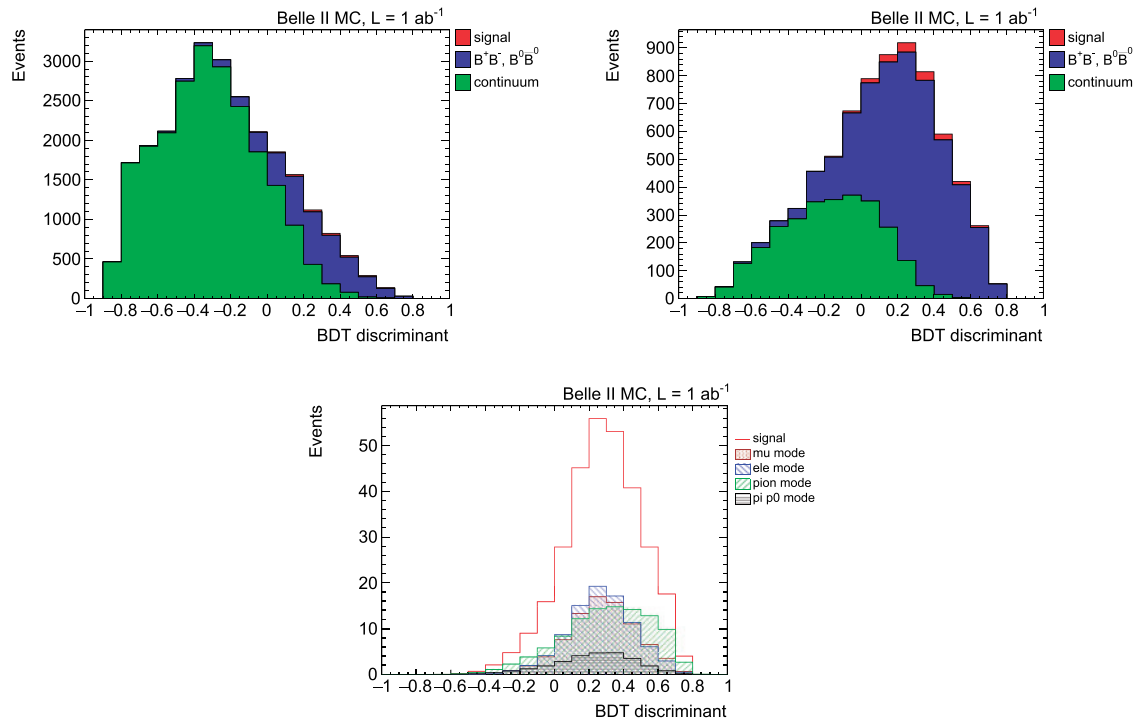 Belle II MC, L = 1 ab⁻¹
Events
3000
2500
2000
1500
1000
500
0
−1 −0.8 −0.6 −0.4 −0.2 0 0.2 0.4 0.6 0.8 1
BDT discriminant
signal
B⁺B⁻, B⁰B̅⁰
continuum
Belle II MC, L = 1 ab⁻¹
Events
900
800
700
600
500
400
300
200
100
0
−1 −0.8 −0.6 −0.4 −0.2 0 0.2 0.4 0.6 0.8 1
BDT discriminant
signal
B⁺B⁻, B⁰B̅⁰
continuum
Belle II MC, L = 1 ab⁻¹
Events
50
40
30
20
10
0
−1 −0.8 −0.6 −0.4 −0.2 0 0.2 0.4 0.6 0.8 1
BDT discriminant
signal
mu mode
ele mode
pion mode
pi p0 mode